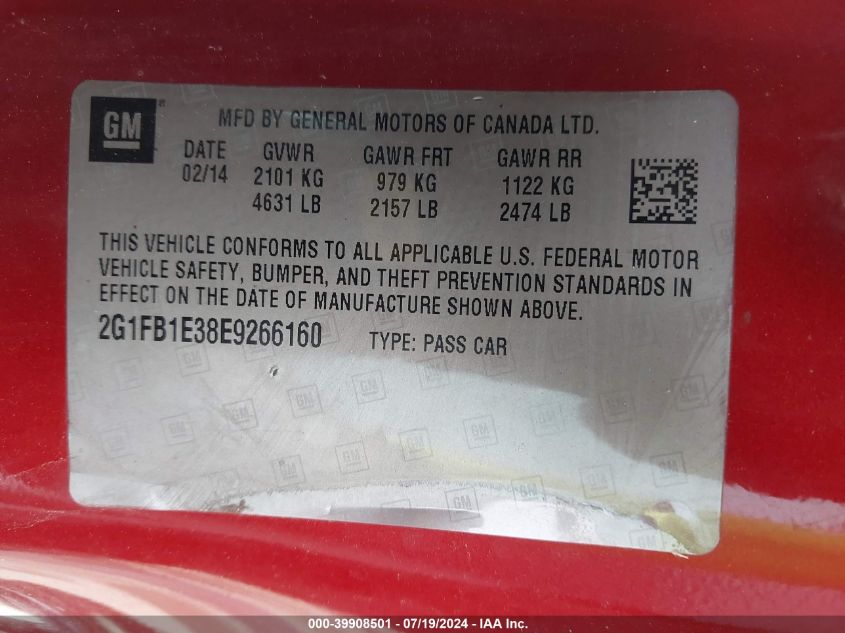 GM
MFD BY GENERAL MOTORS OF CANADA LTD.
DATE GVWR GAWR FRT GAWR RR
02/14 2101 KG 979 KG 1122 KG
4631 LB 2157 LB 2474 LB
THIS VEHICLE CONFORMS TO ALL APPLICABLE U.S. FEDERAL MOTOR
VEHICLE SAFETY, BUMPER, AND THEFT PREVENTION STANDARDS IN
EFFECT ON THE DATE OF MANUFACTURE SHOWN ABOVE.
2G1FB1E38E9266160 TYPE: PASS CAR
000-39908501 - 07/19/2024 - IAA Inc.